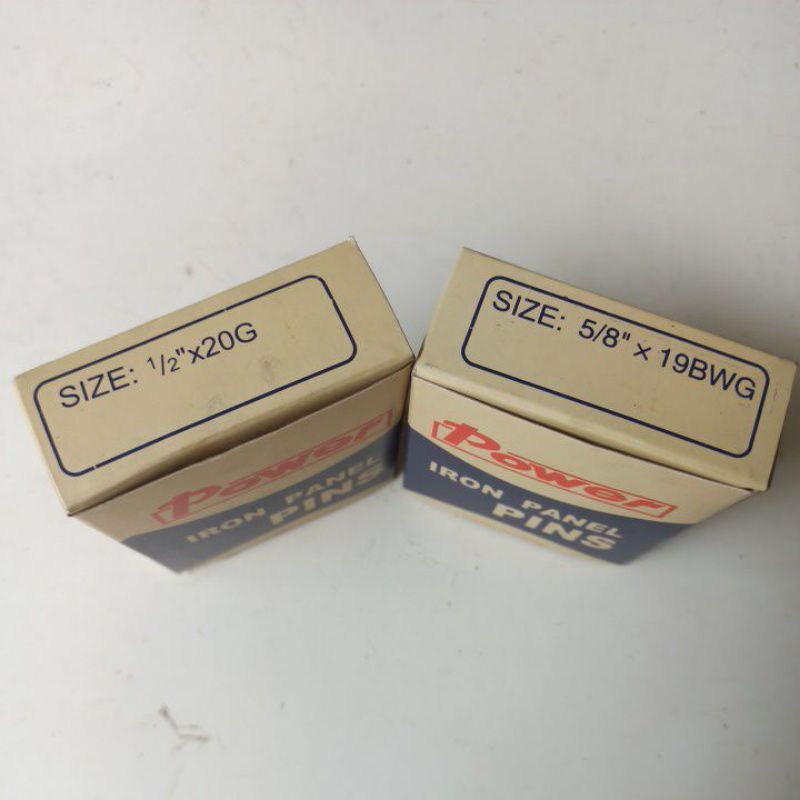 SIZE: 1/2"x20G
Power
IRON PANEL
PINS
SIZE: 5/8" x 19BWG
Power
IRON PANEL
PINS